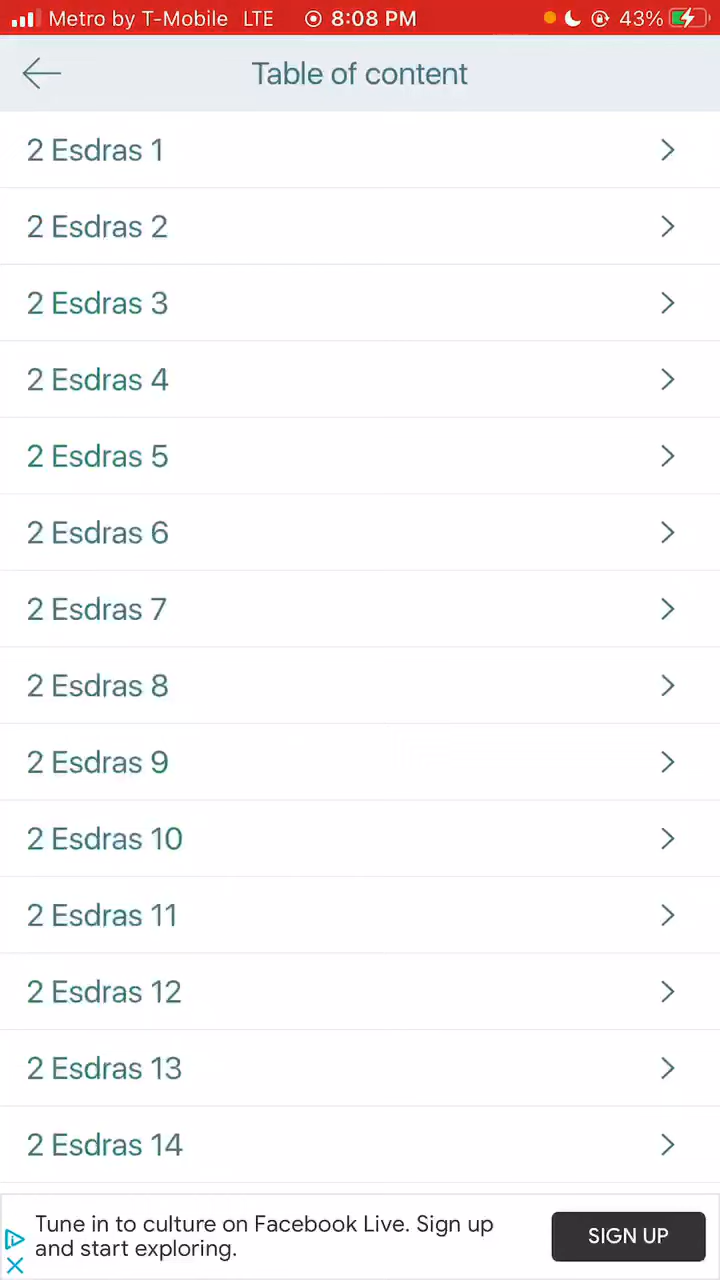 Metro by T-Mobile LTE 8:08 PM 43%
Table of content
2 Esdras 1
2 Esdras 2
2 Esdras 3
2 Esdras 4
2 Esdras 5
2 Esdras 6
2 Esdras 7
2 Esdras 8
2 Esdras 9
2 Esdras 10
2 Esdras 11
2 Esdras 12
2 Esdras 13
2 Esdras 14
Tune in to culture on Facebook Live. Sign up
and start exploring.
SIGN UP